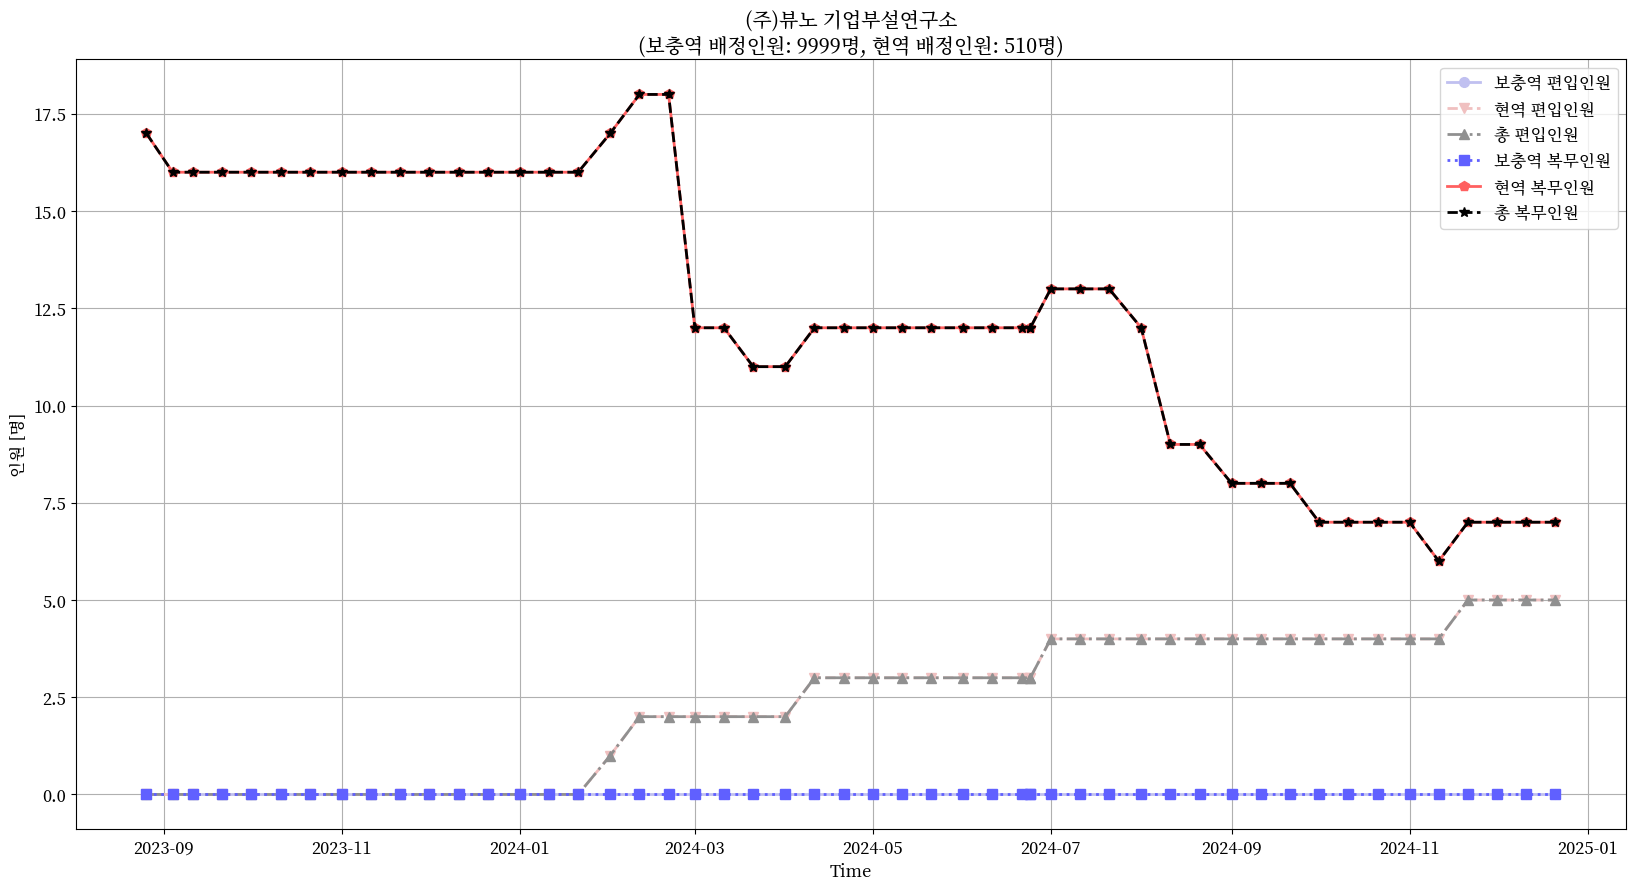 (주)뷰노 기업부설연구소
(보충역 배정인원: 9999명, 현역 배정인원: 510명)
보충역 편입인원
현역 편입인원
총 편입인원
보충역 복무인원
현역 복무인원
총 복무인원
인원 [명]
17.5
15.0
12.5
10.0
7.5
5.0
2.5
0.0
2023-09 2023-11 2024-01 2024-03 2024-05 2024-07 2024-09 2024-11 2025-01
Time